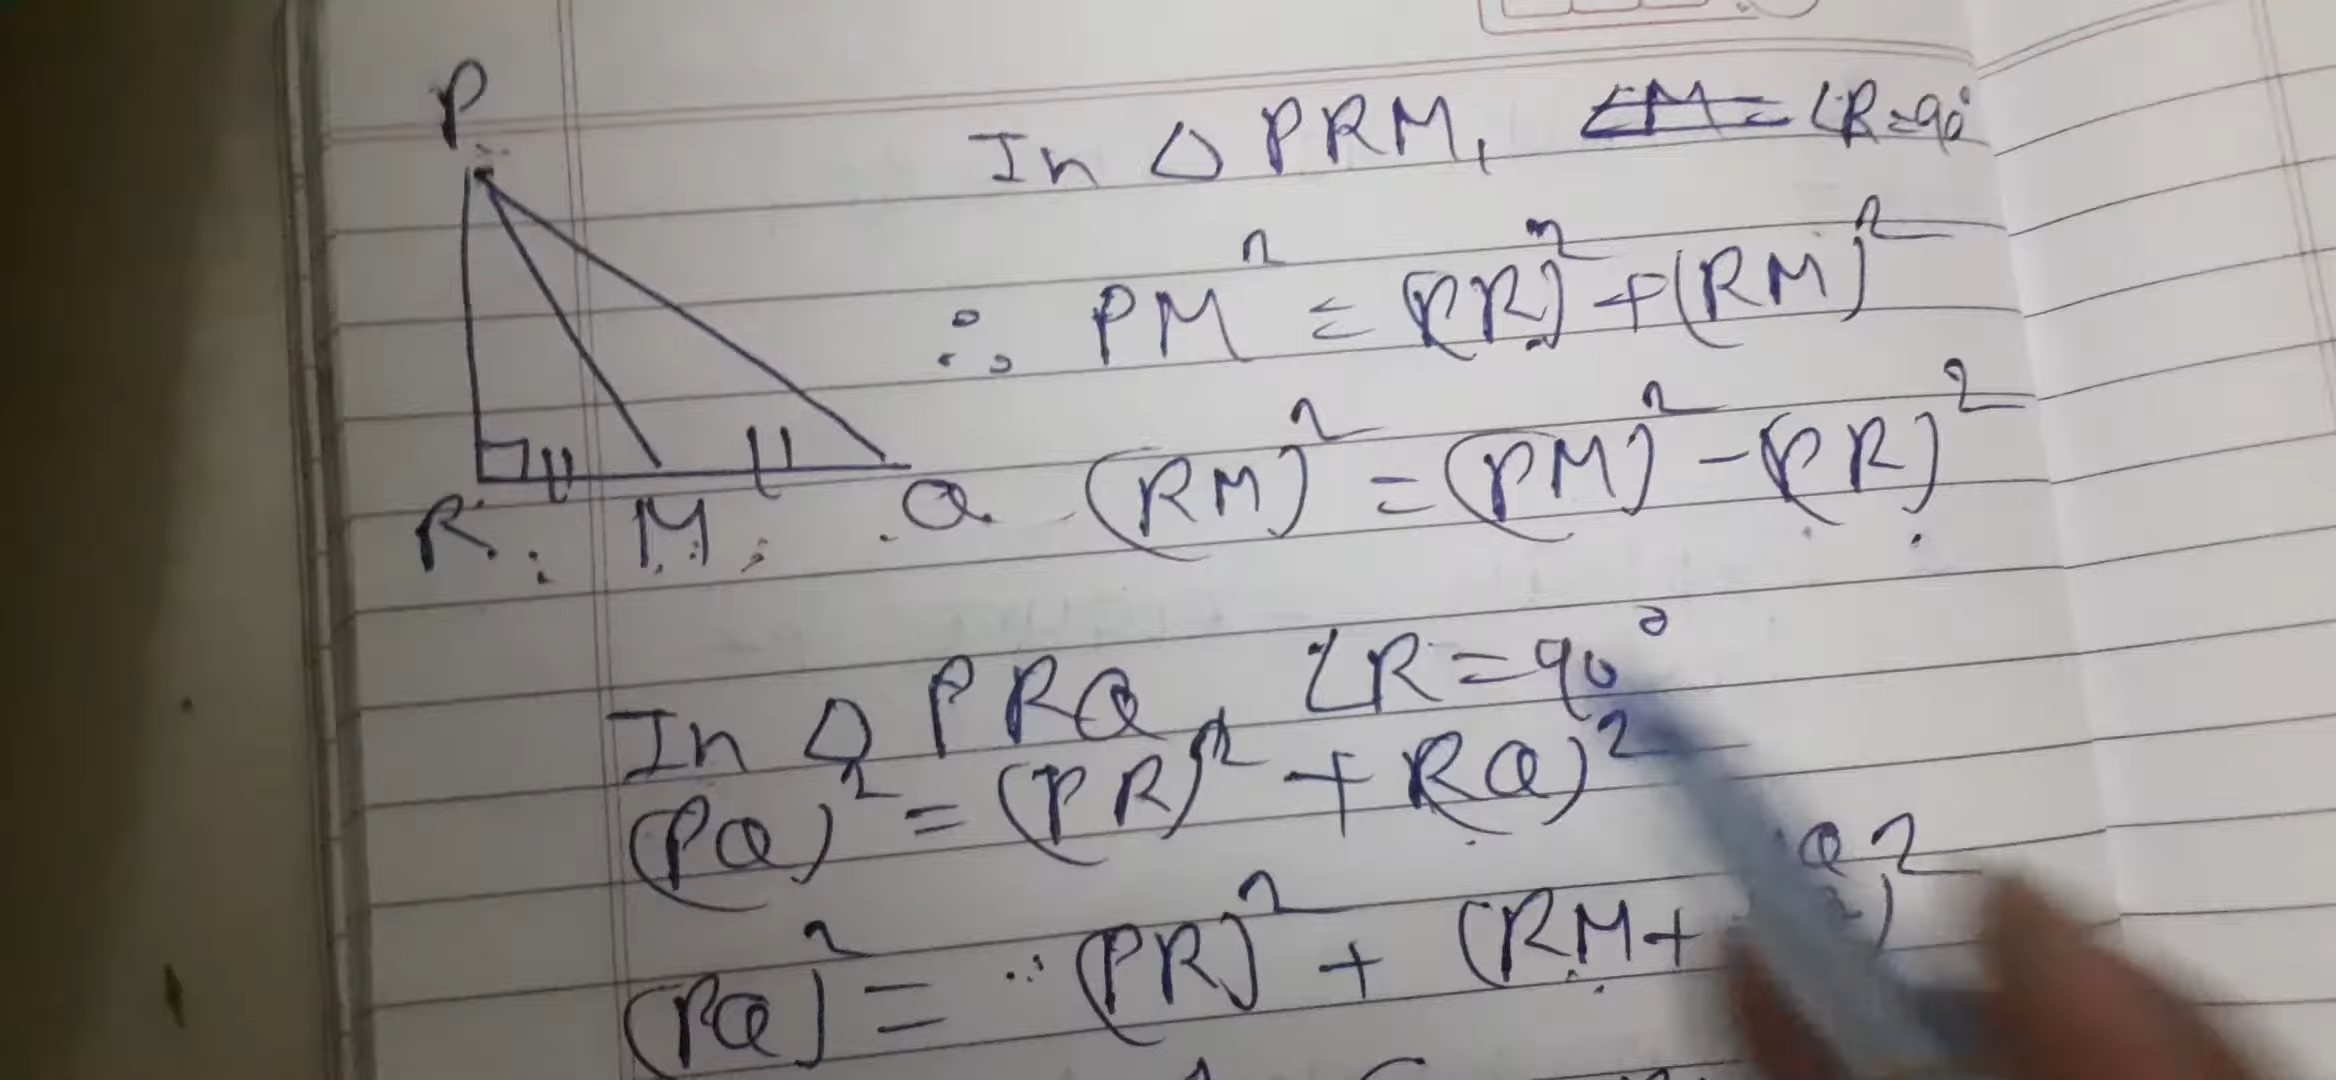 P
In △ PRM, ∠M= ∠R=90°
∴ PM² = (PR)² + (RM)²
R M Q
(RM)² = (PM)² - (PR)²
In △ PRQ, ∠R=90°
(PQ)² = (PR)² + (RQ)²
(PQ)² = (PR)² + (RM+ )²